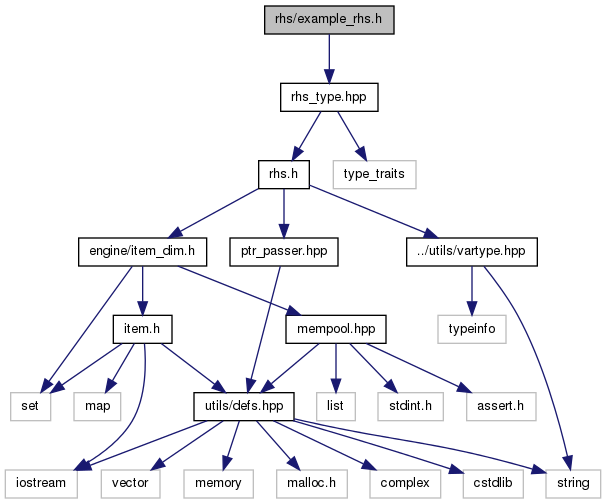 rhs/example_rhs.h
rhs_type.hpp
rhs.h
type_traits
engine/item_dim.h
ptr_passer.hpp
../utils/vartype.hpp
item.h
mempool.hpp
typeinfo
set
map
utils/defs.hpp
list
stdint.h
assert.h
iostream
vector
memory
malloc.h
complex
cstdlib
string